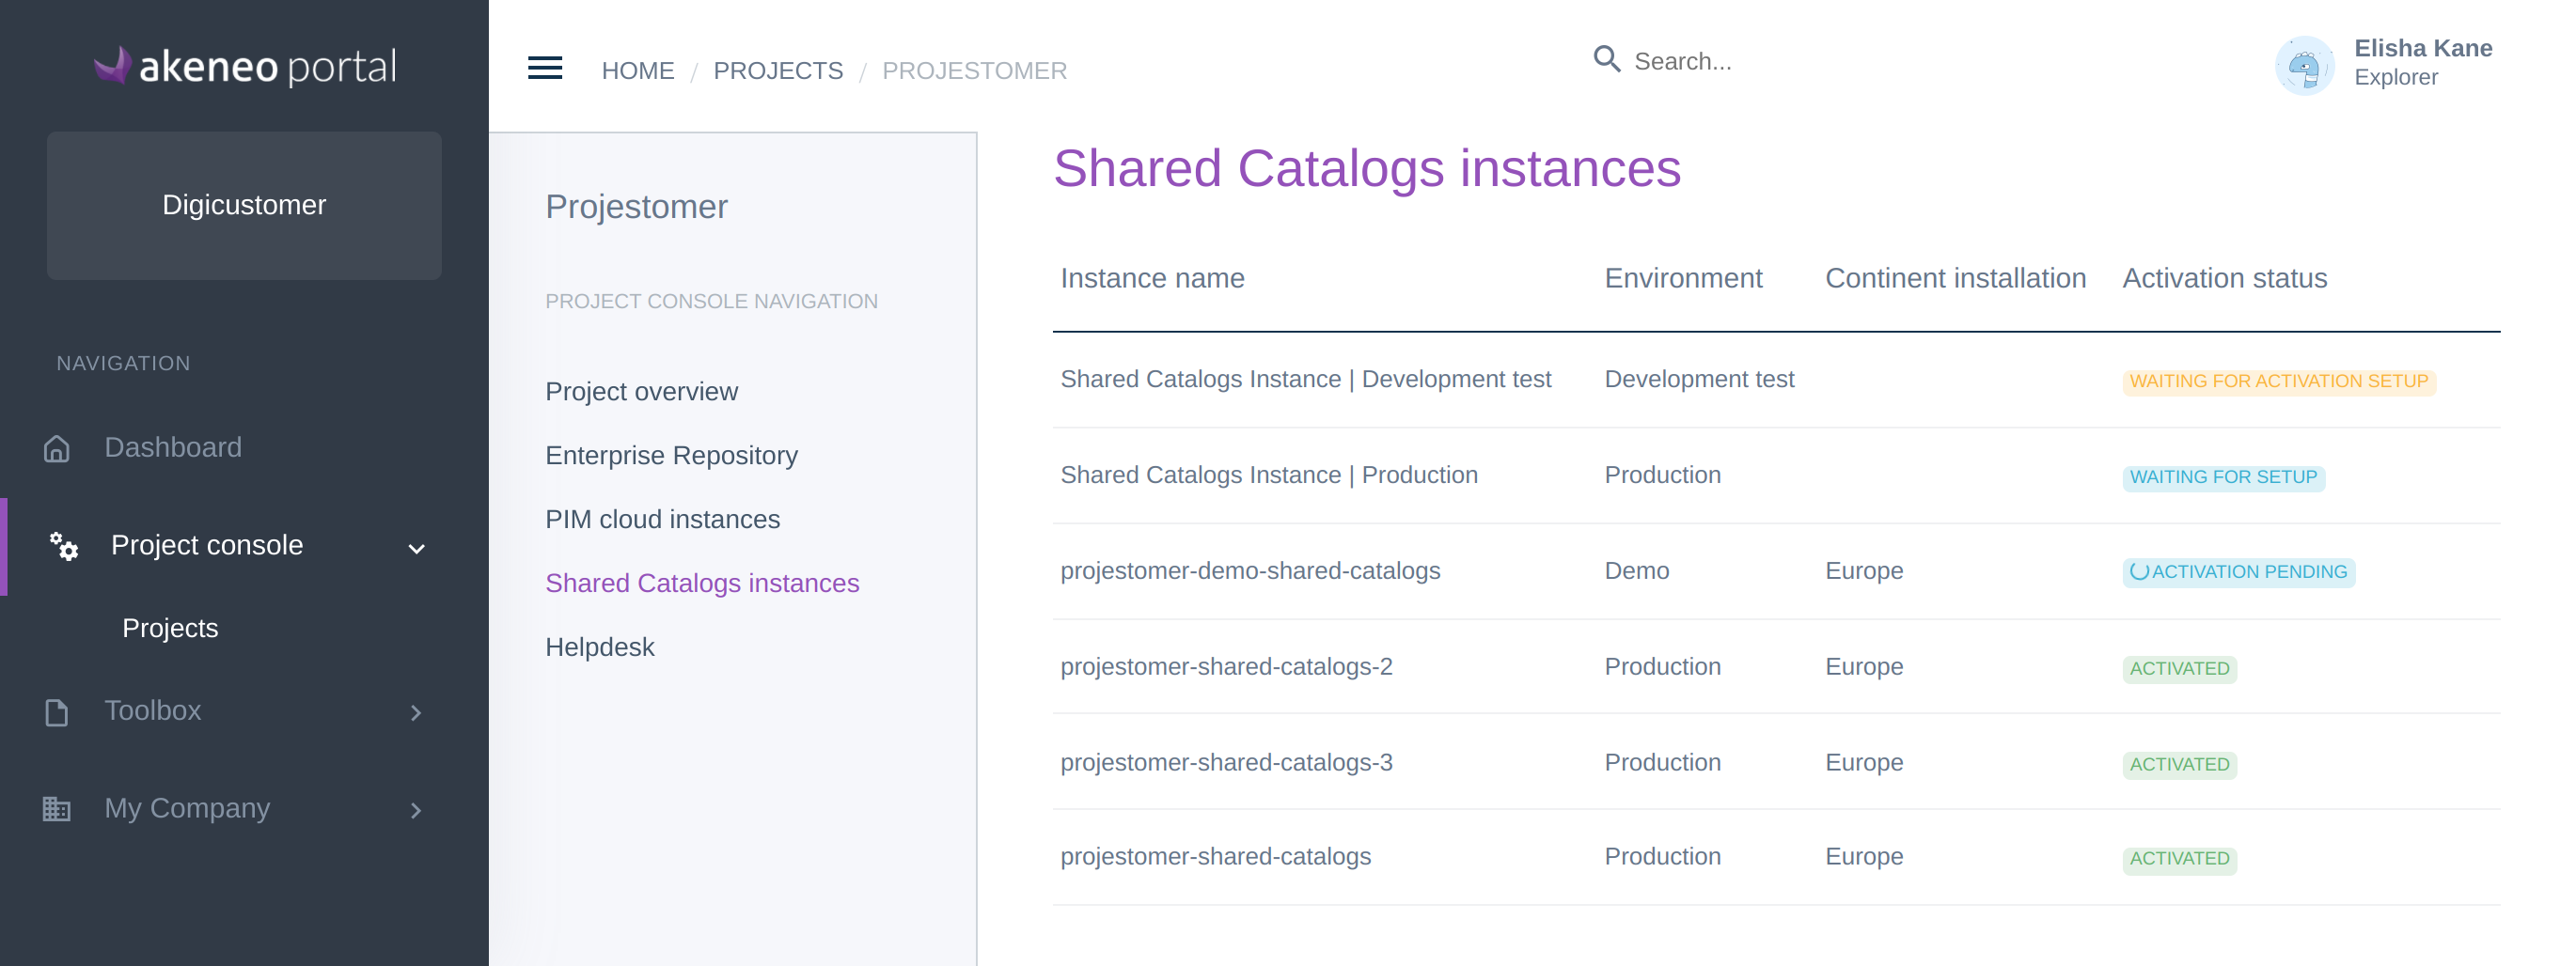 akeneo portal
Digicustomer
NAVIGATION
Dashboard
Project console
Projects
Toolbox
My Company
HOME / PROJECTS / PROJESTOMER
Search...
Elisha Kane
Explorer
Projestomer
PROJECT CONSOLE NAVIGATION
Project overview
Enterprise Repository
PIM cloud instances
Shared Catalogs instances
Helpdesk
Shared Catalogs instances
Instance name Environment Continent installation Activation status
Shared Catalogs Instance | Development test Development test WAITING FOR ACTIVATION SETUP
Shared Catalogs Instance | Production Production WAITING FOR SETUP
projestomer-demo-shared-catalogs Demo Europe ACTIVATION PENDING
projestomer-shared-catalogs-2 Production Europe ACTIVATED
projestomer-shared-catalogs-3 Production Europe ACTIVATED
projestomer-shared-catalogs Production Europe ACTIVATED